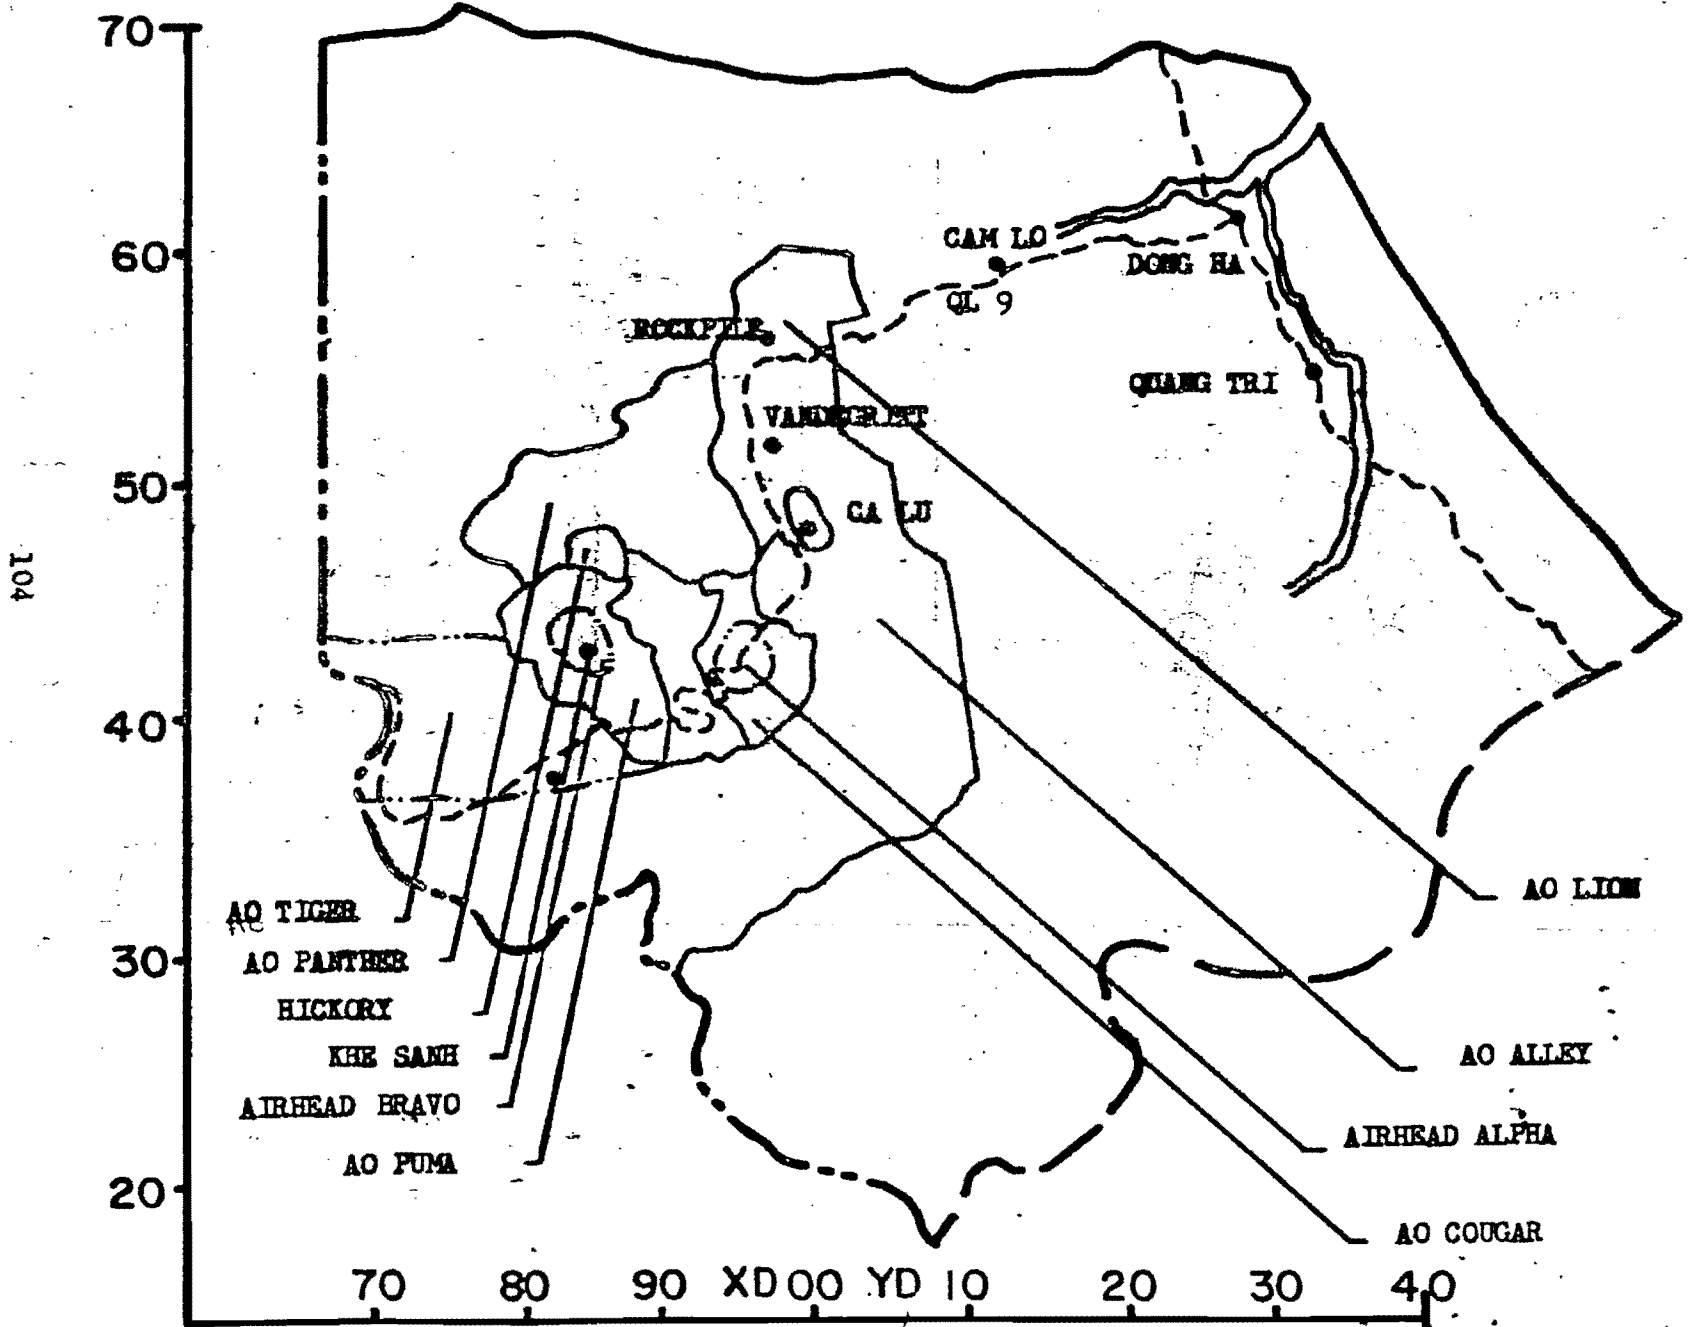 70
60
CAM LO
DONG HA
QL 9
ROCKPILE
QUANG TRI
VANDEGRIFT
50
CA LU
104
40
AO LION
AO TIGER
30
AO PANTHER
HICKORY
KHE SANH
AO ALLEY
AIRHEAD BRAVO
AIRHEAD ALPHA
AO PUMA
20
AO COUGAR
70 80 90 XD 00 YD 10 20 30 40